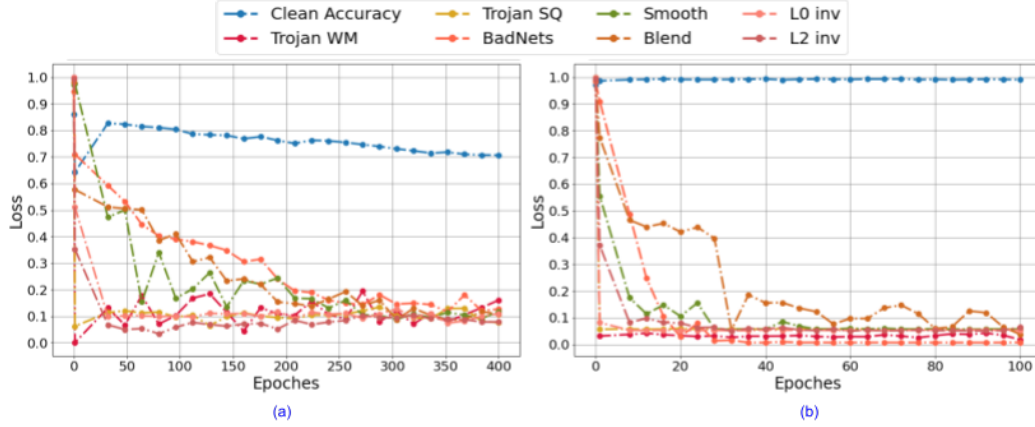 Clean Accuracy Trojan SQ Smooth L0 inv
Trojan WM BadNets Blend L2 inv
1.0
0.9
0.8
0.7
0.6
0.5
0.4
0.3
0.2
0.1
0.0
Loss
0 50 100 150 200 250 300 350 400
Epoches
(a)
1.0
0.9
0.8
0.7
0.6
0.5
0.4
0.3
0.2
0.1
0.0
Loss
0 20 40 60 80 100
Epoches
(b)